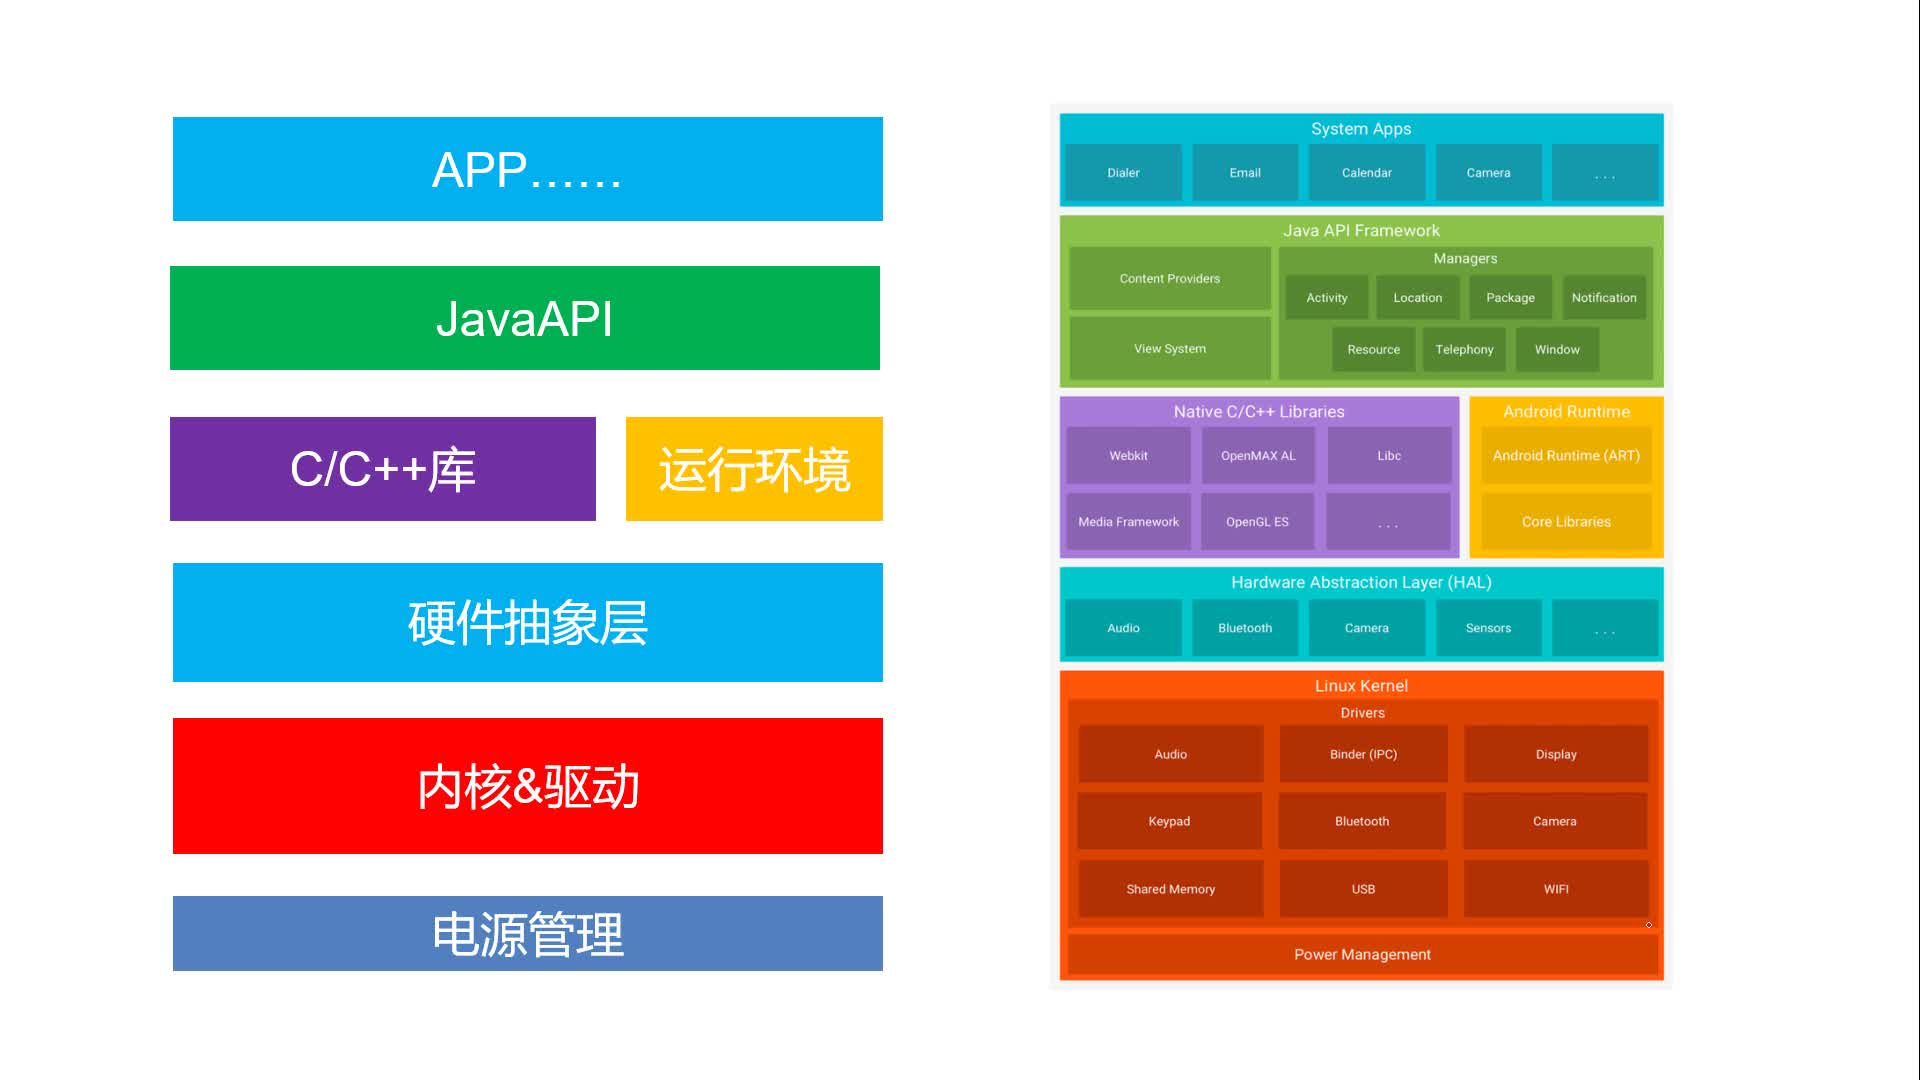 APP……
JavaAPI
C/C++库
运行环境
硬件抽象层
内核&驱动
电源管理
System Apps
Dialer
Email
Calendar
Camera
...
Java API Framework
Content Providers
View System
Managers
Activity
Location
Package
Notification
Resource
Telephony
Window
Native C/C++ Libraries
Webkit
OpenMAX AL
Libc
Media Framework
OpenGL ES
...
Android Runtime
Android Runtime (ART)
Core Libraries
Hardware Abstraction Layer (HAL)
Audio
Bluetooth
Camera
Sensors
...
Linux Kernel
Drivers
Audio
Binder (IPC)
Display
Keypad
Bluetooth
Camera
Shared Memory
USB
WIFI
Power Management